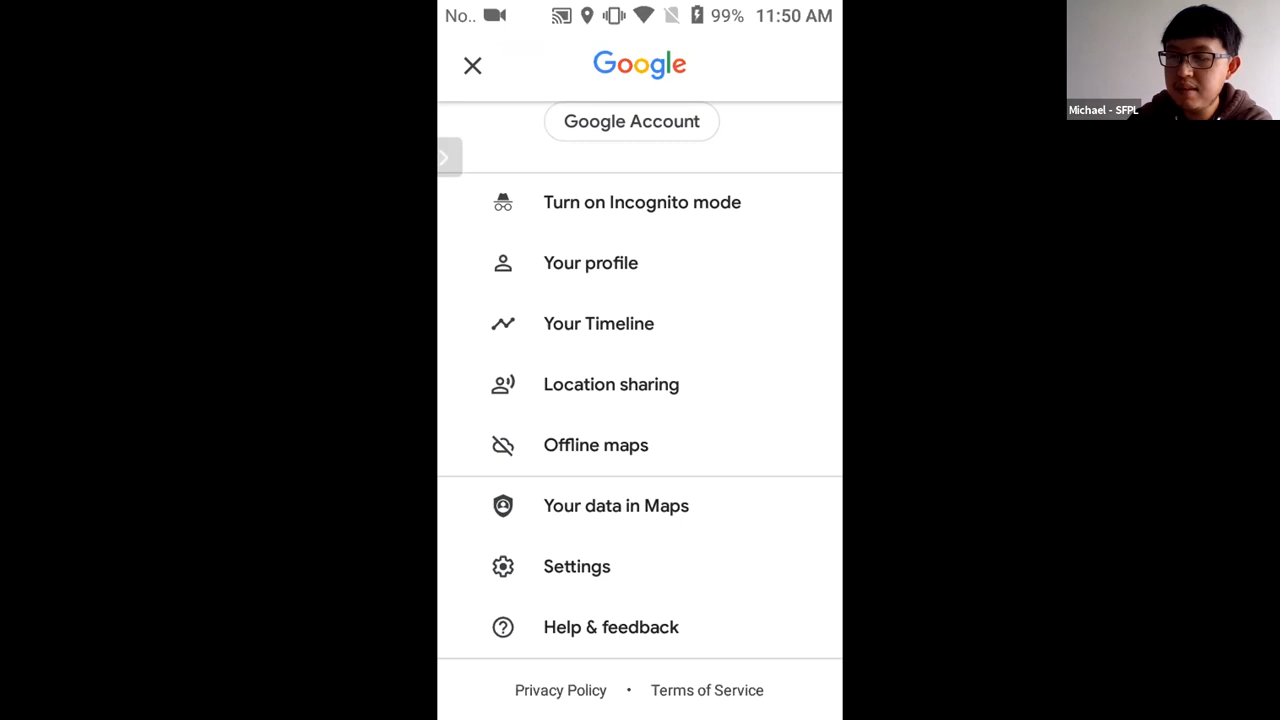 No.. 99% 11:50 AM
Google
Google Account
Turn on Incognito mode
Your profile
Your Timeline
Location sharing
Offline maps
Your data in Maps
Settings
Help & feedback
Privacy Policy • Terms of Service
Michael - SFPL